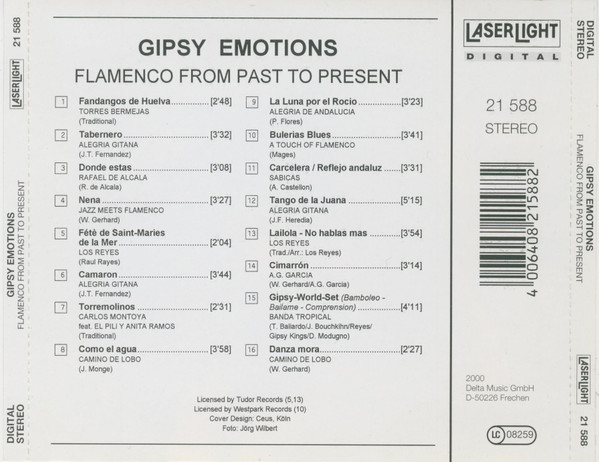 21 588
LASERLIGHT
GIPSY EMOTIONS
FLAMENCO FROM PAST TO PRESENT
DIGITAL
STEREO
GIPSY EMOTIONS
FLAMENCO FROM PAST TO PRESENT
1 Fandangos de Huelva [2'48]
TORRES BERMEJAS
(Traditional)
2 Tabernero [3'32]
ALEGRIA GITANA
(J.T. Fernandez)
3 Donde estas [3'08]
RAFAEL DE ALCALA
(R. de Alcala)
4 Nena [3'27]
JAZZ MEETS FLAMENCO
(W. Gerhard)
5 Fêtè de Saint-Maries
de la Mer [2'04]
LOS REYES
(Raul Rayes)
6 Camaron [3'44]
ALEGRIA GITANA
(J.T. Fernandez)
7 Torremolinos [2'31]
CARLOS MONTOYA
feat. EL PILI Y ANITA RAMOS
(Traditional)
8 Como el agua [3'58]
CAMINO DE LOBO
(J. Monge)
9 La Luna por el Rocio [3'23]
ALEGRIA DE ANDALUCIA
(P. Flores)
10 Bulerias Blues [3'41]
A TOUCH OF FLAMENCO
(Mages)
11 Carcelera / Reflejo andaluz [3'31]
SABICAS
(A. Castellon)
12 Tango de la Juana [5'15]
ALEGRIA GITANA
(J.F. Heredia)
13 Lailola - No hablas mas [3'54]
LOS REYES
(Trad./Arr.: Los Reyes)
14 Cimarrón [3'14]
A.G. GARCIA
(W. Gerhard/A.G. Garcia)
15 Gipsy-World-Set (Bamboleo -
Bailame - Comprension) [4'11]
BANDA TROPICAL
(T. Baliardo/J. Bouchkihn/Reyes/
Gipsy Kings/D. Modugno)
16 Danza mora [2'27]
CAMINO DE LOBO
(W. Gerhard)
Licensed by Tudor Records (5,13)
Licensed by Westpark Records (10)
Cover Design: Ceus, Köln
Foto: Jörg Wilbert
LASERLIGHT
DIGITAL
21 588
STEREO
4 006408 215882
2000
Delta Music GmbH
D-50226 Frechen
LC 08259
DIGITAL
STEREO
GIPSY EMOTIONS
FLAMENCO FROM PAST TO PRESENT
LASERLIGHT
21 588